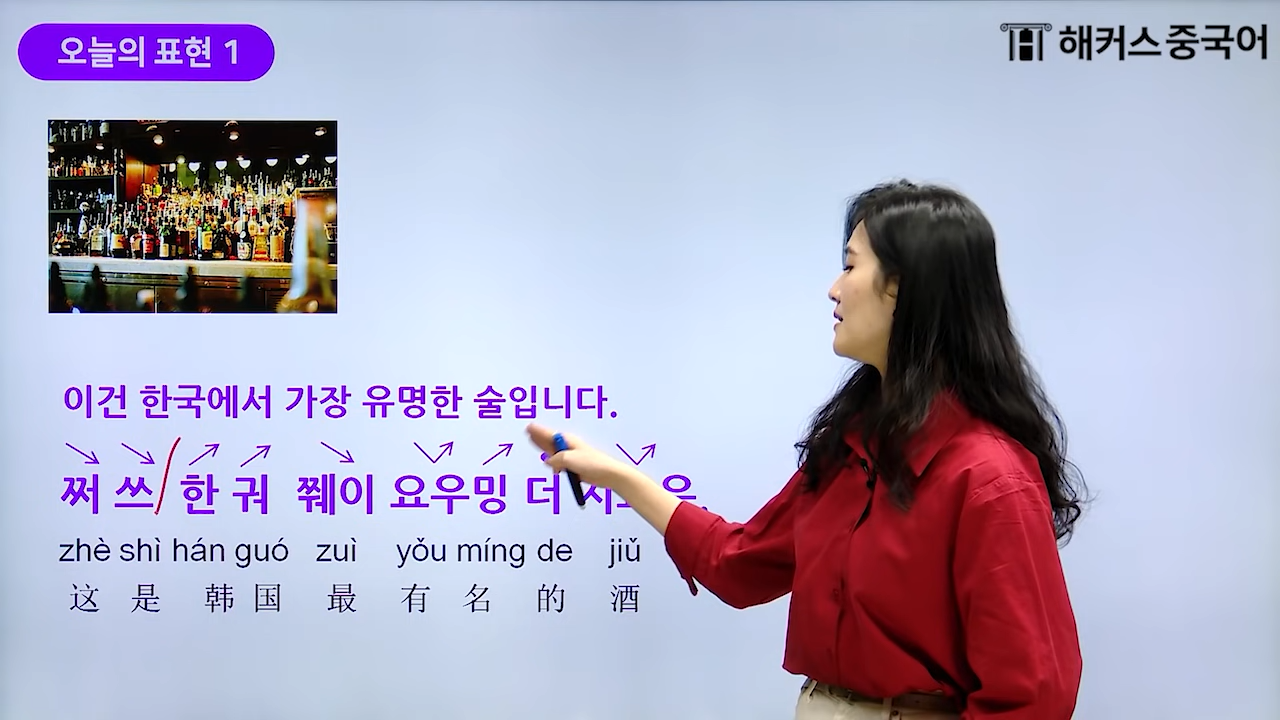 오늘의 표현 1
해커스중국어
이건 한국에서 가장 유명한 술입니다.
쩌 쓰 한 궈 쮀이 요우밍 더
zhè shì hán guó zuì yǒu míng de jiǔ
这 是 韩 国 最 有 名 的 酒